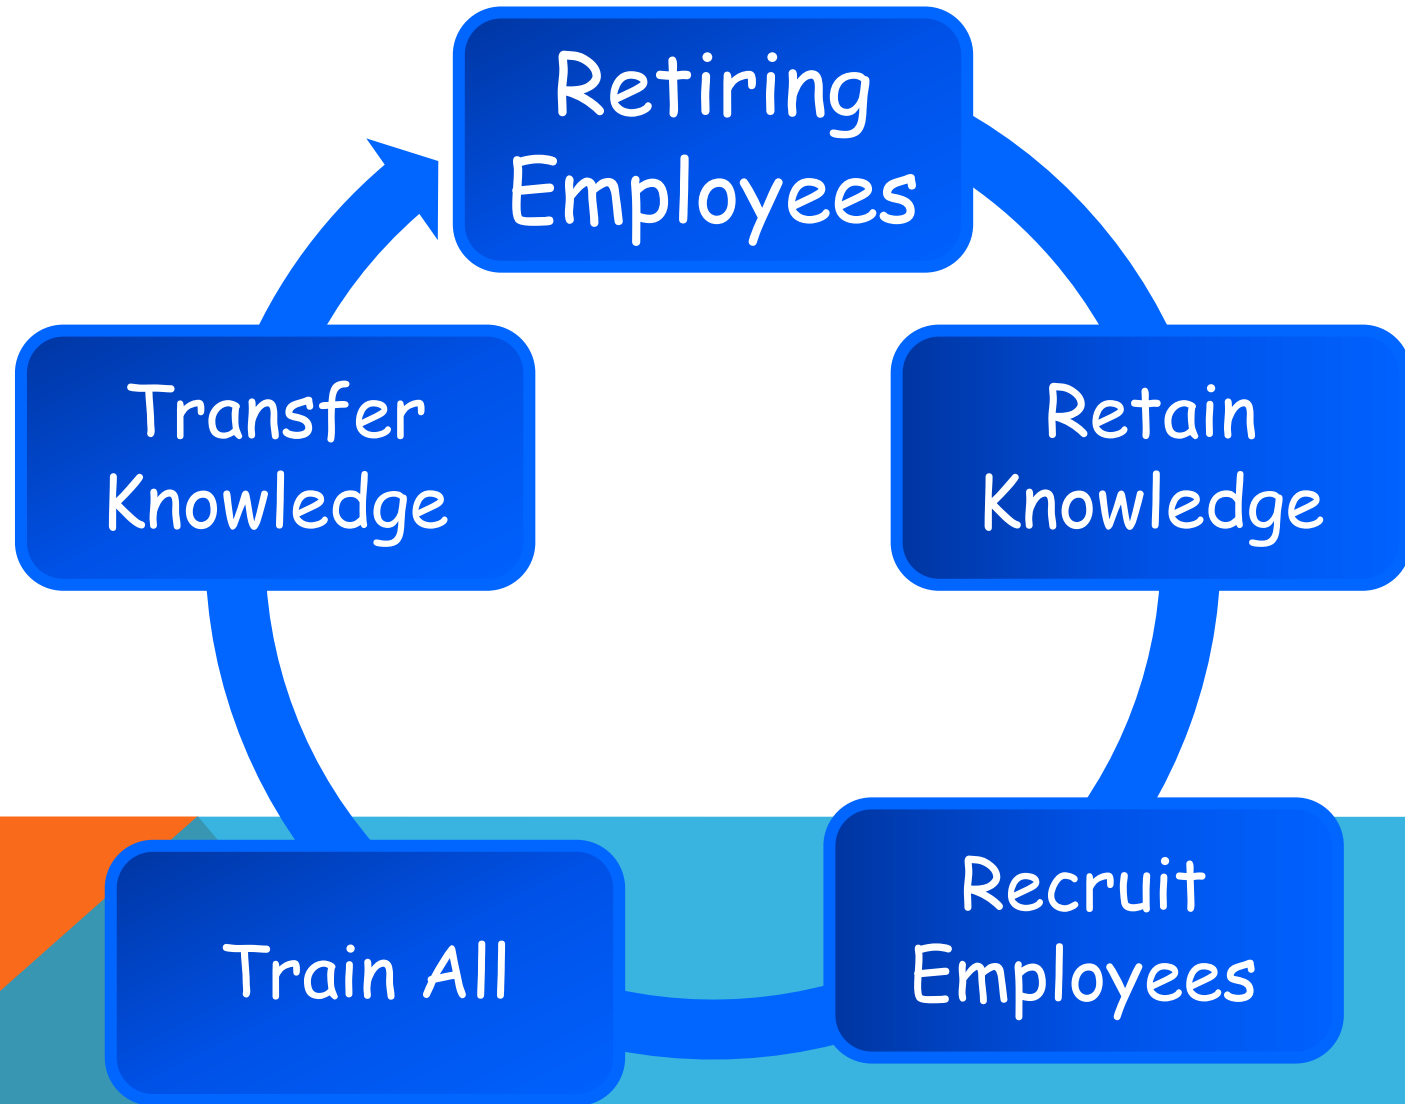 Retiring
Employees
Retain
Knowledge
Recruit
Employees
Train All
Transfer
Knowledge